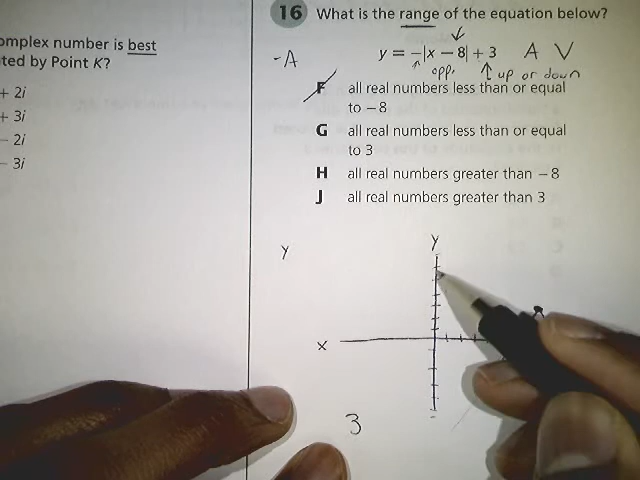 omplex number is best
ted by Point K?
+ 2i
+ 3i
– 2i
– 3i
16 What is the range of the equation below?
-A
y = –|x – 8| + 3 A V
opp. up or down
F all real numbers less than or equal
to –8
G all real numbers less than or equal
to 3
H all real numbers greater than –8
J all real numbers greater than 3
y
y
x
3